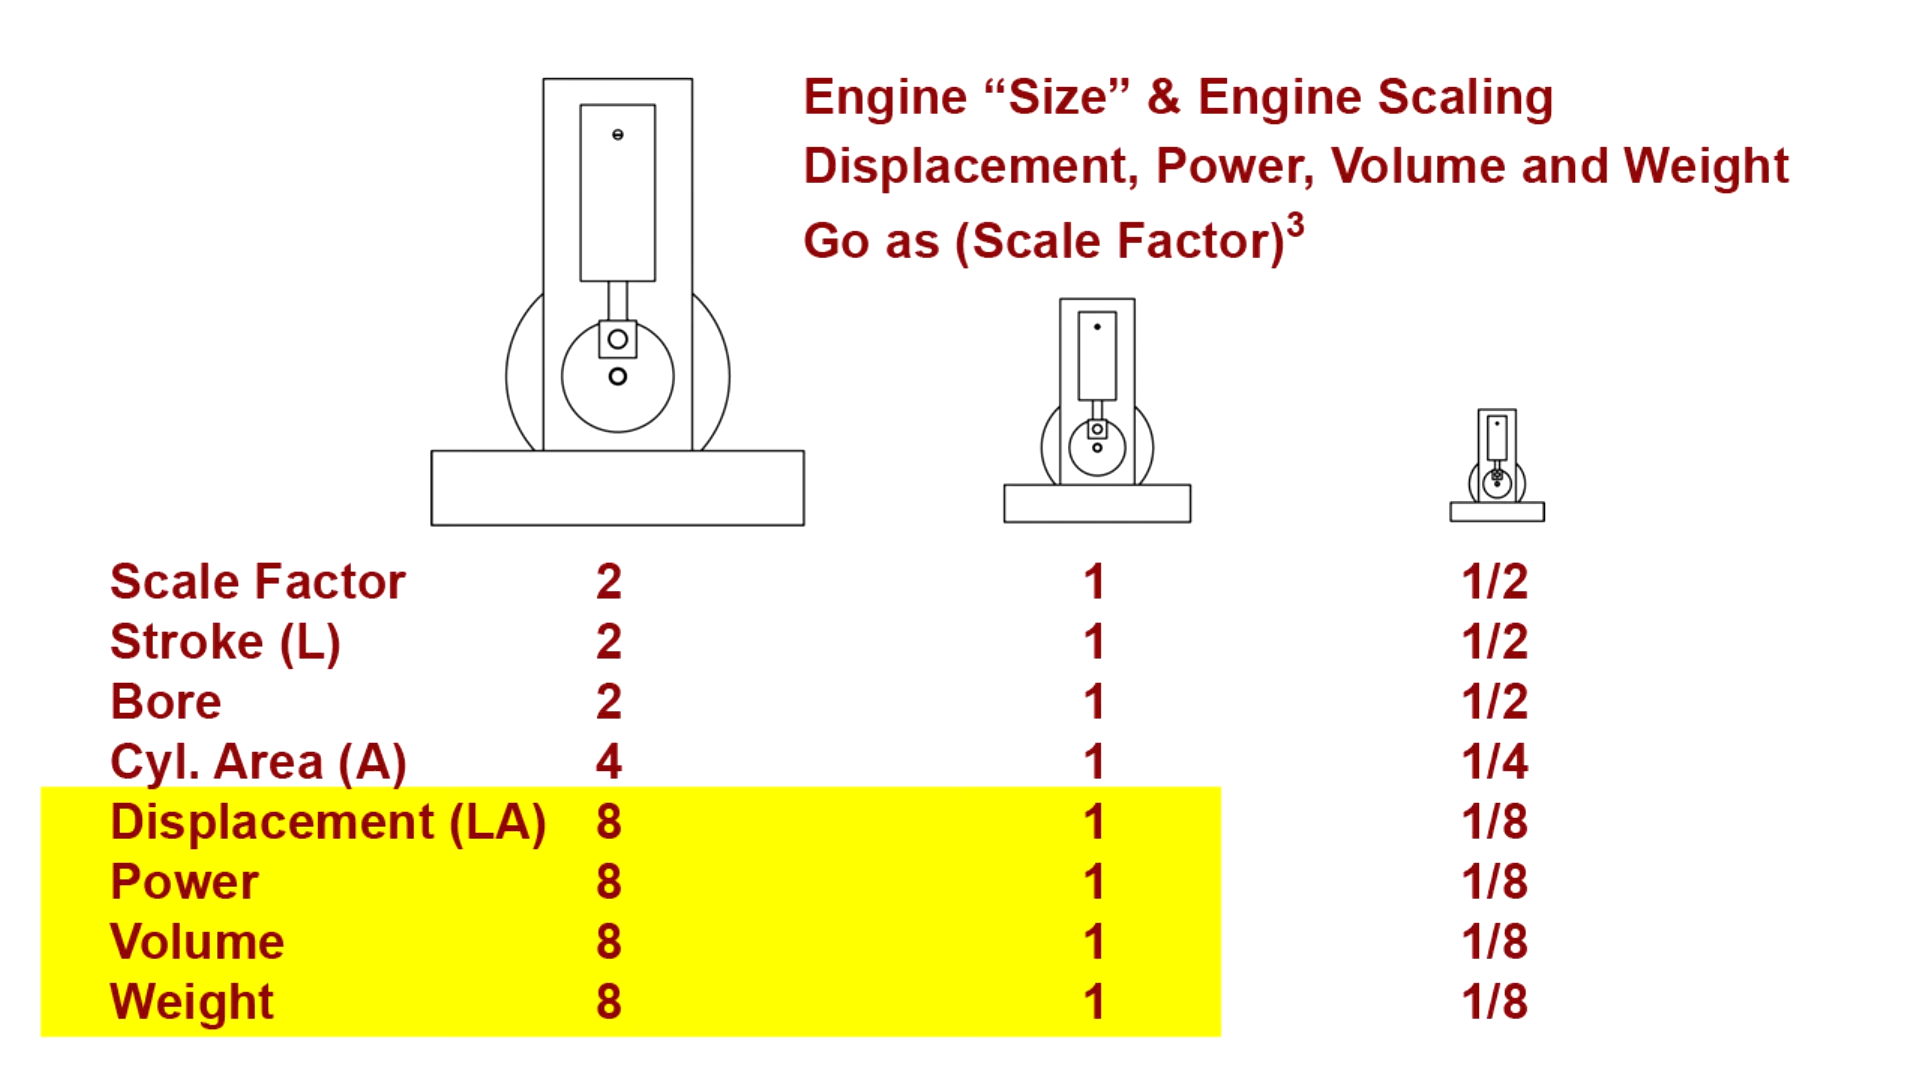 Engine “Size” & Engine Scaling
Displacement, Power, Volume and Weight
Go as (Scale Factor)³
Scale Factor 2 1 1/2
Stroke (L) 2 1 1/2
Bore 2 1 1/2
Cyl. Area (A) 4 1 1/4
Displacement (LA) 8 1 1/8
Power 8 1 1/8
Volume 8 1 1/8
Weight 8 1 1/8